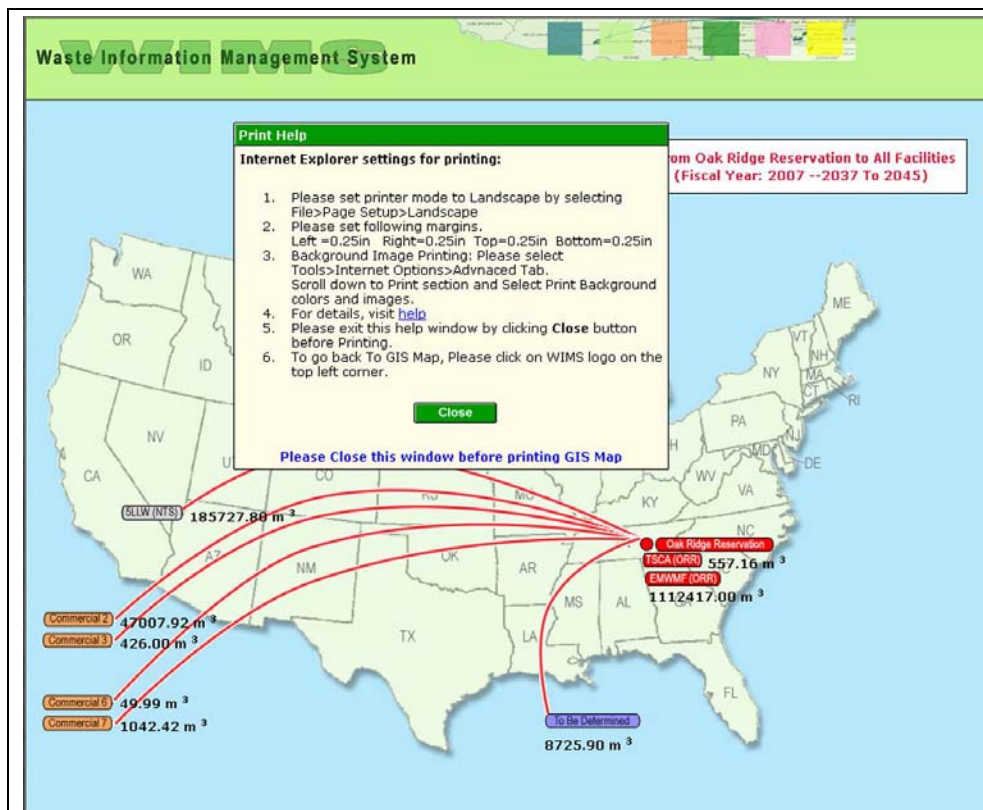 WIMS
Waste Information Management System
Print Help
Internet Explorer settings for printing:
1. Please set printer mode to Landscape by selecting
File>Page Setup>Landscape
2. Please set following margins.
Left =0.25in Right=0.25in Top=0.25in Bottom=0.25in
3. Background Image Printing: Please select
Tools>Internet Options>Advnaced Tab.
Scroll down to Print section and Select Print Background
colors and images.
4. For details, visit help
5. Please exit this help window by clicking Close button
before Printing.
6. To go back To GIS Map, Please click on WIMS logo on the
top left corner.
Close
Please Close this window before printing GIS Map
om Oak Ridge Reservation to All Facilities
(Fiscal Year: 2007 --2037 To 2045)
WA
OR
ID
NV
CA
U
CO
KS
MO
AZ
NM
OK
AR
TX
LA
MS
AL
GA
FL
SC
NC
KY
VA
WV
H
PA
MD
DE
NJ
NY
CT
RI
MA
NH
VT
ME
5LLW (NTS) 185727.80 m 3
Oak Ridge Reservation
TSCA (ORR) 557.16 m 3
EMWMF (ORR)
1112417.00 m 3
Commercial 2 47007.92 m 3
Commercial 3 426.00 m 3
Commercial 6 49.99 m 3
Commercial 7 1042.42 m 3
To Be Determined
8725.90 m 3